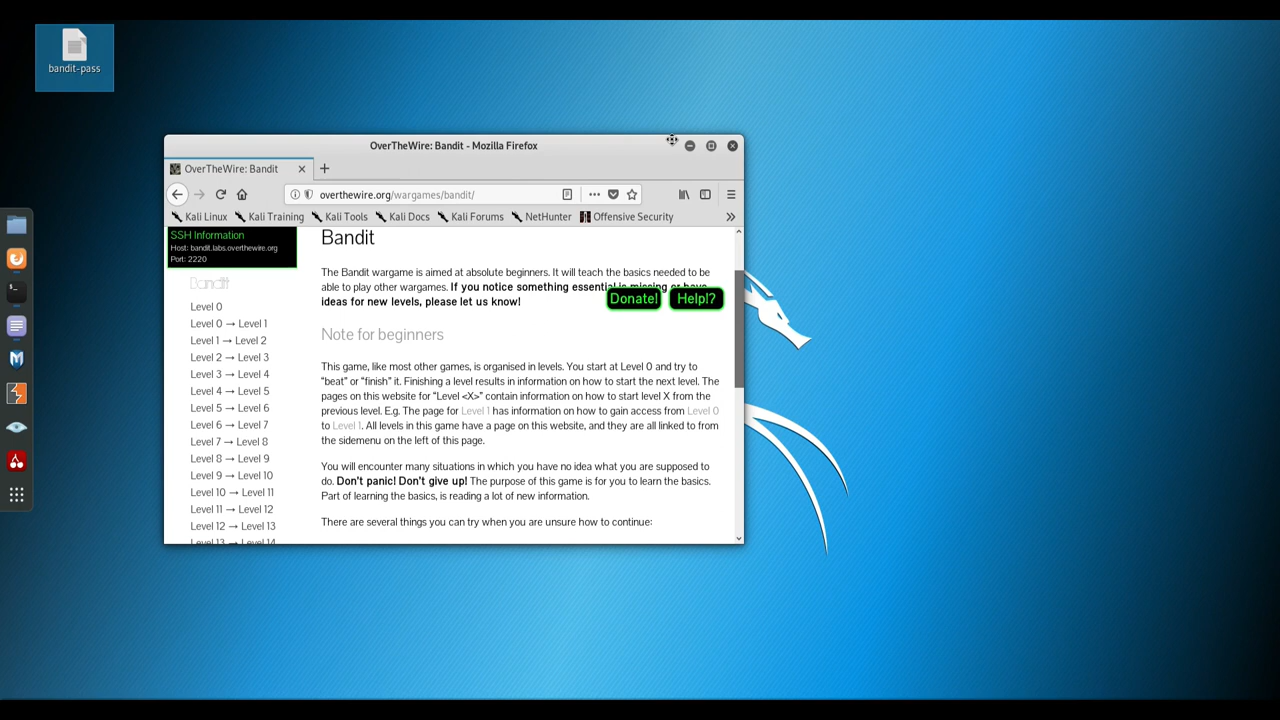 bandit-pass
OverTheWire: Bandit - Mozilla Firefox
OverTheWire: Bandit
overthewire.org/wargames/bandit/
Kali Linux Kali Training Kali Tools Kali Docs Kali Forums NetHunter Offensive Security
SSH Information
Host: bandit.labs.overthewire.org
Port: 2220
Bandit
Level 0
Level 0 → Level 1
Level 1 → Level 2
Level 2 → Level 3
Level 3 → Level 4
Level 4 → Level 5
Level 5 → Level 6
Level 6 → Level 7
Level 7 → Level 8
Level 8 → Level 9
Level 9 → Level 10
Level 10 → Level 11
Level 11 → Level 12
Level 12 → Level 13
Level 13 → Level 14
Bandit
The Bandit wargame is aimed at absolute beginners. It will teach the basics needed to be
able to play other wargames. If you notice something essential is missing or have
ideas for new levels, please let us know!
Donate! Help!?
Note for beginners
This game, like most other games, is organised in levels. You start at Level 0 and try to
“beat” or “finish” it. Finishing a level results in information on how to start the next level. The
pages on this website for “Level <X>” contain information on how to start level X from the
previous level. E.g. The page for Level 1 has information on how to gain access from Level 0
to Level 1. All levels in this game have a page on this website, and they are all linked to from
the sidemenu on the left of this page.
You will encounter many situations in which you have no idea what you are supposed to
do. Don’t panic! Don’t give up! The purpose of this game is for you to learn the basics.
Part of learning the basics, is reading a lot of new information.
There are several things you can try when you are unsure how to continue: